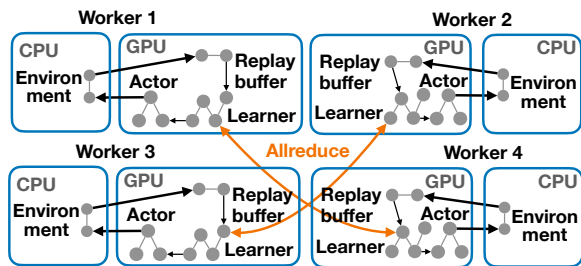 Worker 1
Worker 2
CPU
GPU
GPU
CPU
Environ
ment
Actor
Replay
buffer
Learner
Replay
buffer
Actor
Learner
Environ
ment
Allreduce
Worker 3
Worker 4
CPU
GPU
GPU
CPU
Environ
ment
Actor
Replay
buffer
Learner
Replay
buffer
Actor
Learner
Environ
ment